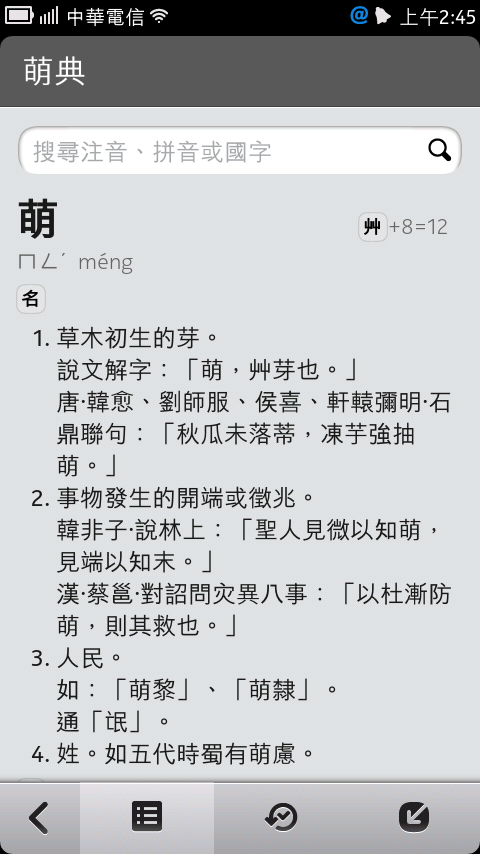 中華電信 上午2:45
萌典
搜尋注音、拼音或國字
萌 艸+8=12
ㄇㄥˊ méng
名
1. 草木初生的芽。
說文解字：「萌，艸芽也。」
唐·韓愈、劉師服、侯喜、軒轅彌明·石
鼎聯句：「秋瓜未落蒂，凍芋強抽
萌。」
2. 事物發生的開端或徵兆。
韓非子·說林上：「聖人見微以知萌，
見端以知末。」
漢·蔡邕·對詔問灾異八事：「以杜漸防
萌，則其救也。」
3. 人民。
如：「萌黎」、「萌隸」。
通「氓」。
4. 姓。如五代時蜀有萌慮。